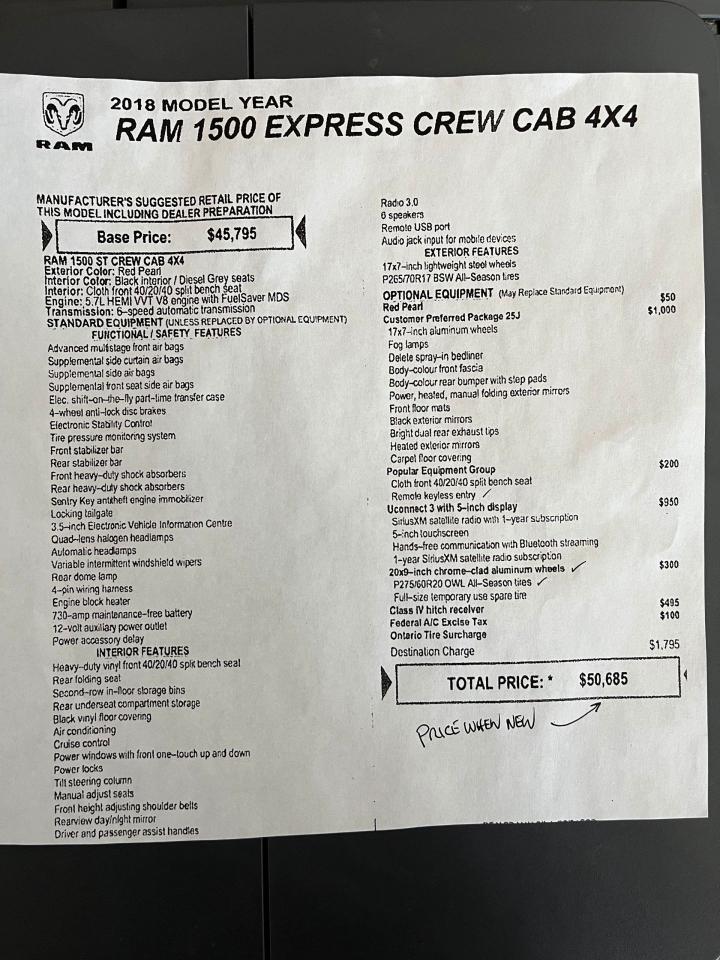 RAM
2018 MODEL YEAR
RAM 1500 EXPRESS CREW CAB 4X4
MANUFACTURER'S SUGGESTED RETAIL PRICE OF
THIS MODEL INCLUDING DEALER PREPARATION
Base Price: $45,795
RAM 1500 ST CREW CAB 4X4
Exterior Color: Red Pearl
Interior Color: Black Interior / Diesel Grey seats
Interior: Cloth front 40/20/40 split bench seat
Engine: 5.7L HEMI VVT V8 engine with FuelSaver MDS
Transmission: 6-speed automatic transmission
STANDARD EQUIPMENT (UNLESS REPLACED BY OPTIONAL EQUIPMENT)
FUNCTIONAL / SAFETY FEATURES
Advanced multistage front air bags
Supplemental side curtain air bags
Supplemental side air bags
Supplemental front seat side air bags
Elec. shift-on-the-fly part-time transfer case
4-wheel anti-lock disc brakes
Electronic Stability Control
Tire pressure monitoring system
Front stabilizer bar
Rear stabilizer bar
Front heavy-duty shock absorbers
Rear heavy-duty shock absorbers
Sentry Key antitheft engine immobilizer
Locking tailgate
3.5-inch Electronic Vehicle Information Centre
Quad-lens halogen headlamps
Automatic headlamps
Variable intermittent windshield wipers
Rear dome lamp
4-pin wiring harness
Engine block heater
730-amp maintenance-free battery
12-volt auxiliary power outlet
Power accessory delay
INTERIOR FEATURES
Heavy-duty vinyl front 40/20/40 split bench seat
Rear folding seat
Second-row in-floor storage bins
Rear underseat compartment storage
Black vinyl floor covering
Air conditioning
Cruise control
Power windows with front one-touch up and down
Power locks
Tilt steering column
Manual adjust seats
Front height adjusting shoulder belts
Rearview day/night mirror
Driver and passenger assist handles
Radio 3.0
6 speakers
Remote USB port
Audio jack input for mobile devices
EXTERIOR FEATURES
17x7-inch lightweight steel wheels
P265/70R17 BSW All-Season tires
OPTIONAL EQUIPMENT (May Replace Standard Equipment)
Red Pearl $50
Customer Preferred Package 25J $1,000
17x7-inch aluminum wheels
Fog lamps
Delete spray-in bedliner
Body-colour front fascia
Body-colour rear bumper with step pads
Power, heated, manual folding exterior mirrors
Front floor mats
Black exterior mirrors
Bright dual rear exhaust tips
Heated exterior mirrors
Carpet floor covering
Popular Equipment Group $200
Cloth front 40/20/40 split bench seat
Remote keyless entry ✓
Uconnect 3 with 5-inch display $950
SiriusXM satellite radio with 1-year subscription
5-inch touchscreen
Hands-free communication with Bluetooth streaming
1-year SiriusXM satellite radio subscription
20x9-inch chrome-clad aluminum wheels ✓ $300
P275/60R20 OWL All-Season tires ✓
Full-size temporary use spare tire
Class IV hitch receiver $495
Federal A/C Excise Tax $100
Ontario Tire Surcharge
Destination Charge $1,795
TOTAL PRICE: * $50,685
PRICE WHEN NEW